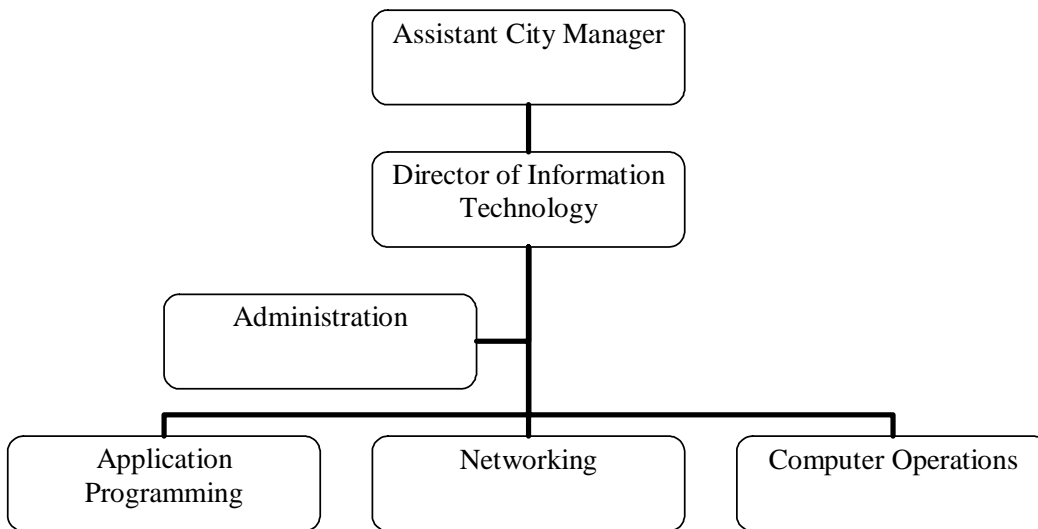 Assistant City Manager
Director of Information
Technology
Administration
Application
Programming
Networking
Computer Operations